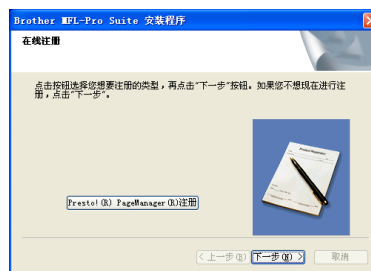 Brother MFL-Pro Suite 安装程序
在线注册
点击按钮选择您想要注册的类型，再点击"下一步"按钮。如果您不想现在进行注
册，点击"下一步"。
Presto!(R) PageManager(R)注册
< 上一步(B) 下一步(N) > 取消